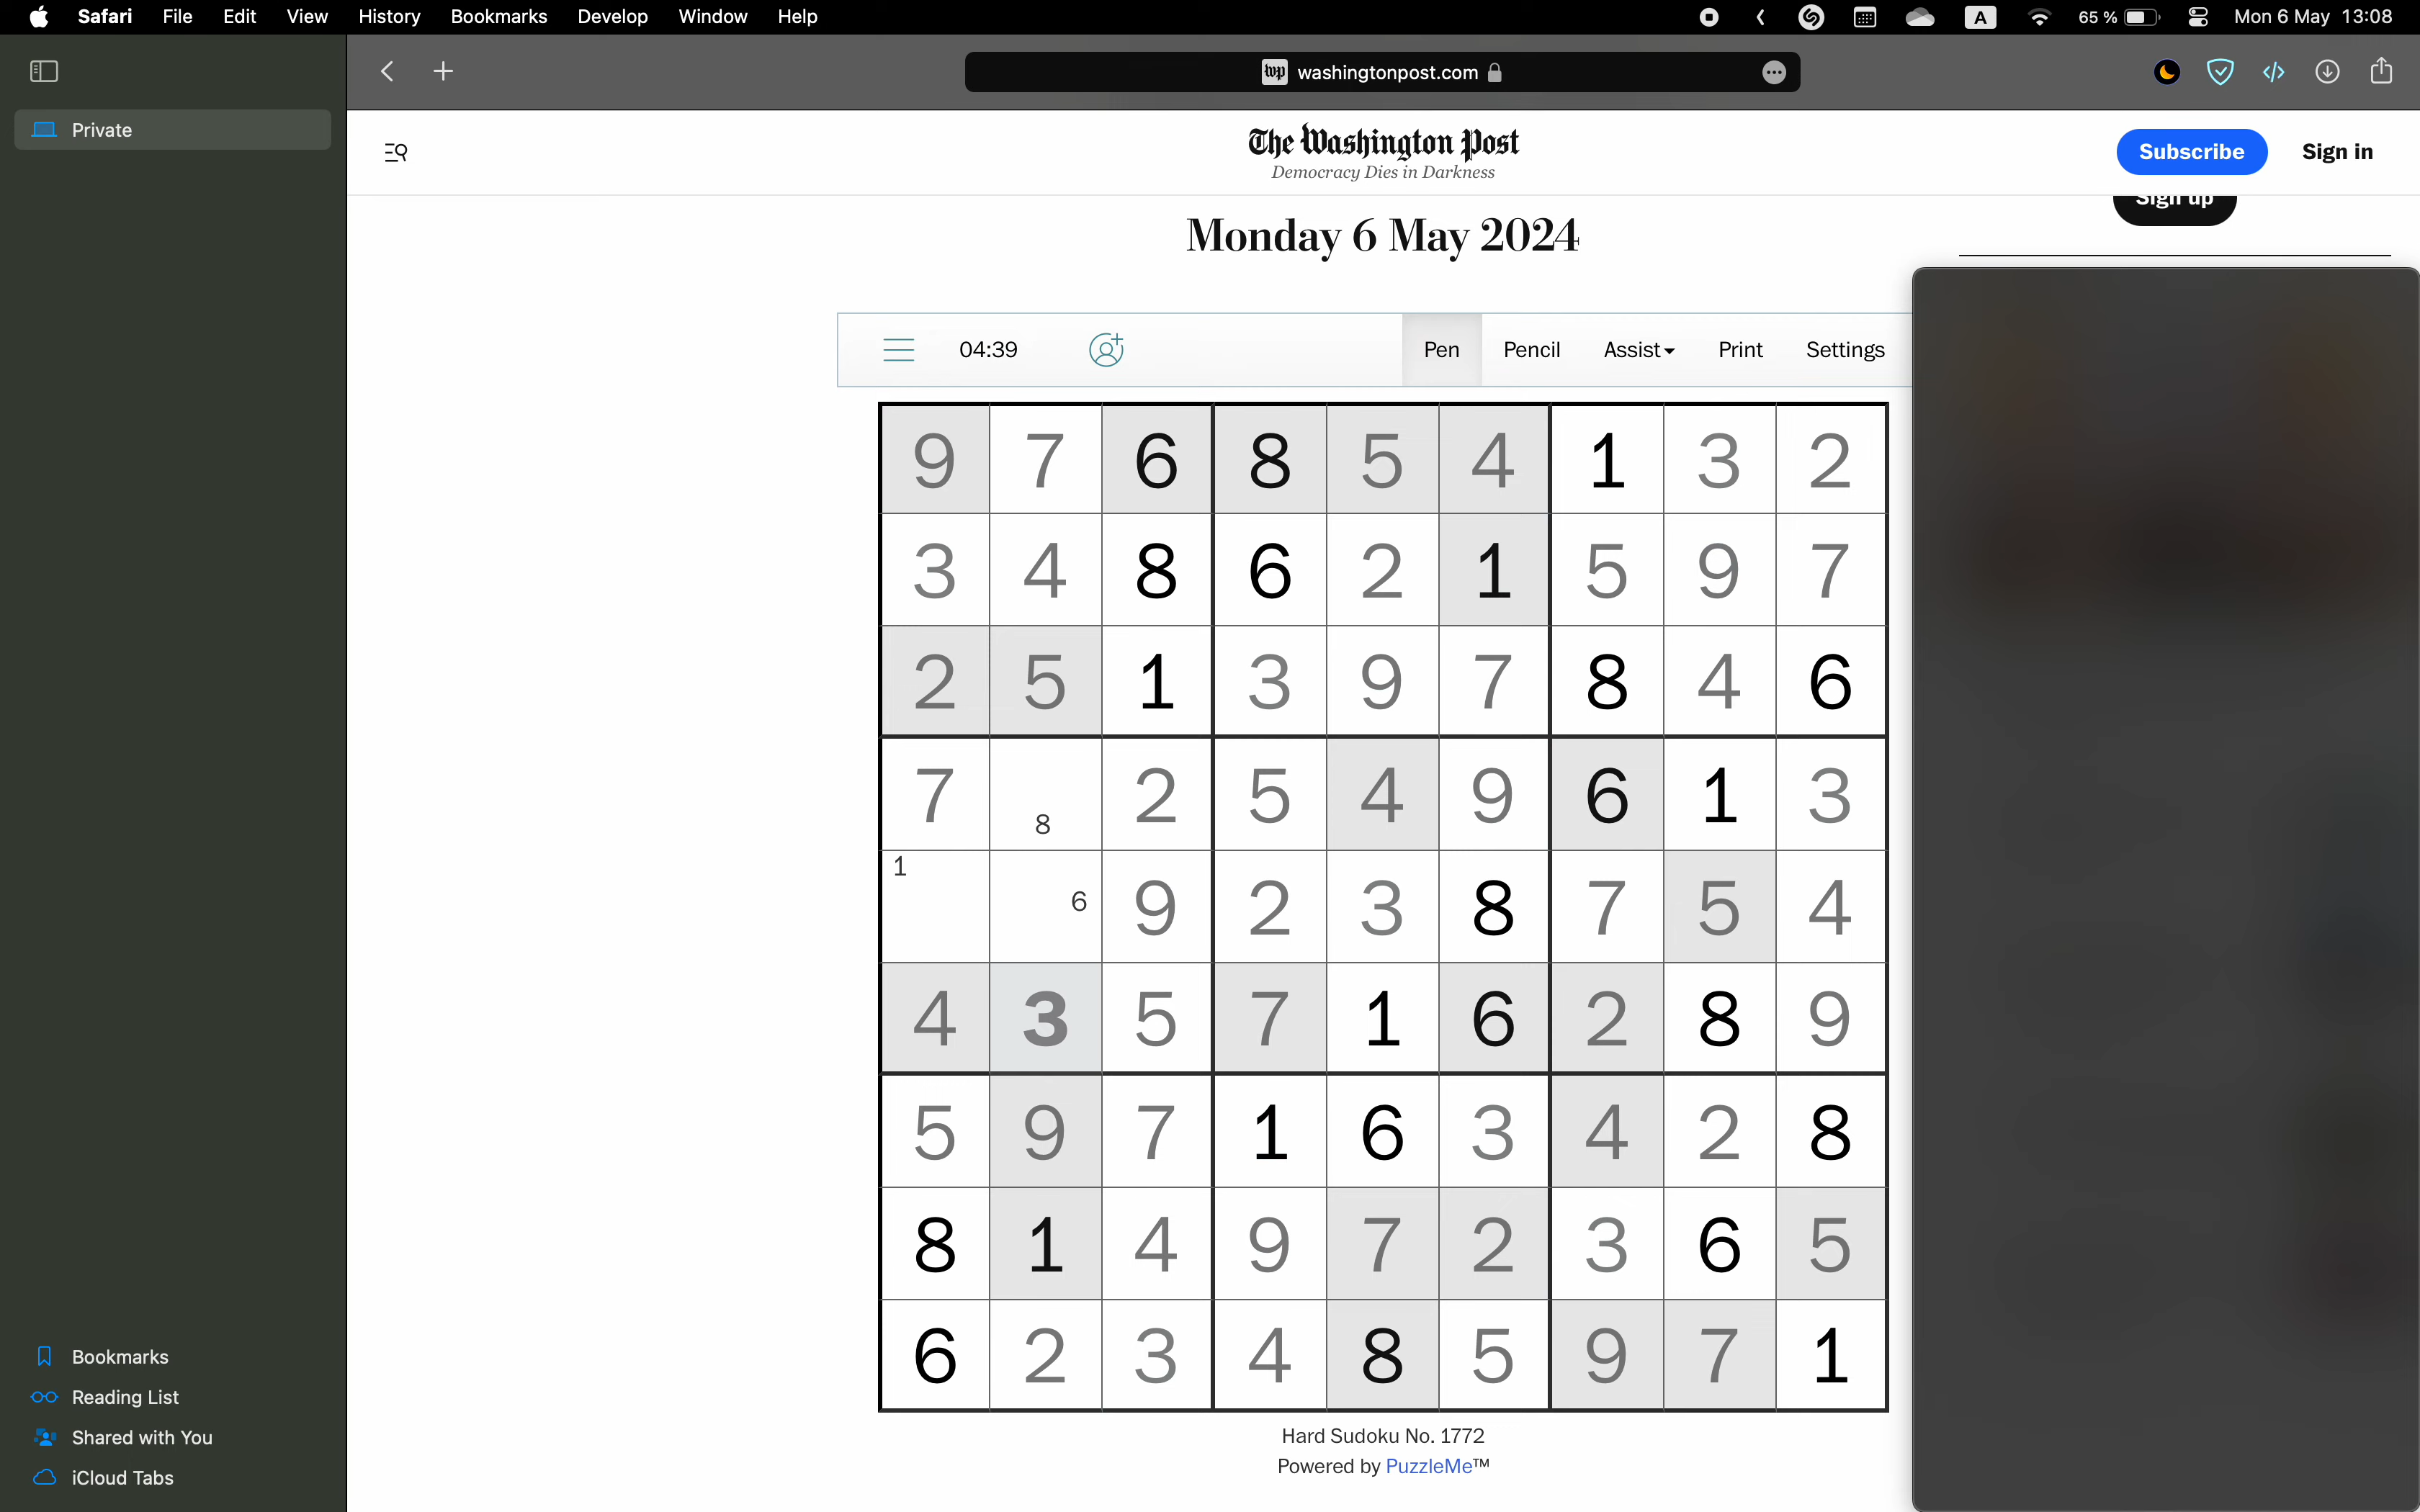 Safari File Edit View History Bookmarks Develop Window Help A 65 % Mon 6 May 13:08
wp washingtonpost.com
Private
The Washington Post
Democracy Dies in Darkness
Subscribe Sign in
Sign up
Monday 6 May 2024
04:39 Pen Pencil Assist Print Settings
9 7 6 8 5 4 1 3 2
3 4 8 6 2 1 5 9 7
2 5 1 3 9 7 8 4 6
7 8 2 5 4 9 6 1 3
1 6 9 2 3 8 7 5 4
4 3 5 7 1 6 2 8 9
5 9 7 1 6 3 4 2 8
8 1 4 9 7 2 3 6 5
6 2 3 4 8 5 9 7 1
Hard Sudoku No. 1772
Powered by PuzzleMe™
Bookmarks
Reading List
Shared with You
iCloud Tabs